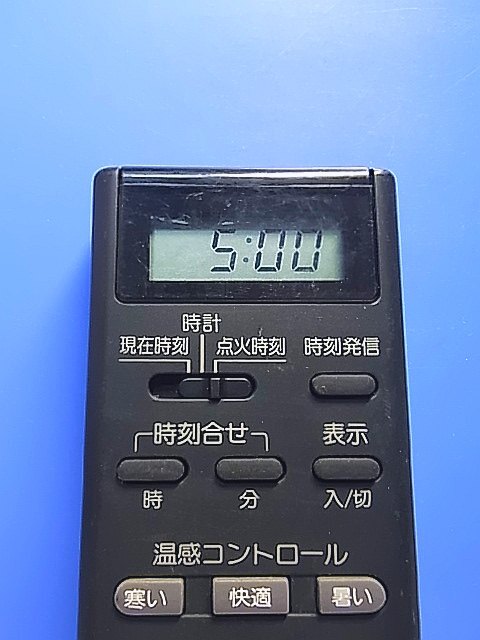 5:00
時計
現在時刻 点火時刻 時刻発信
時刻合せ 表示
時 分 入/切
温感コントロール
寒い 快適 暑い